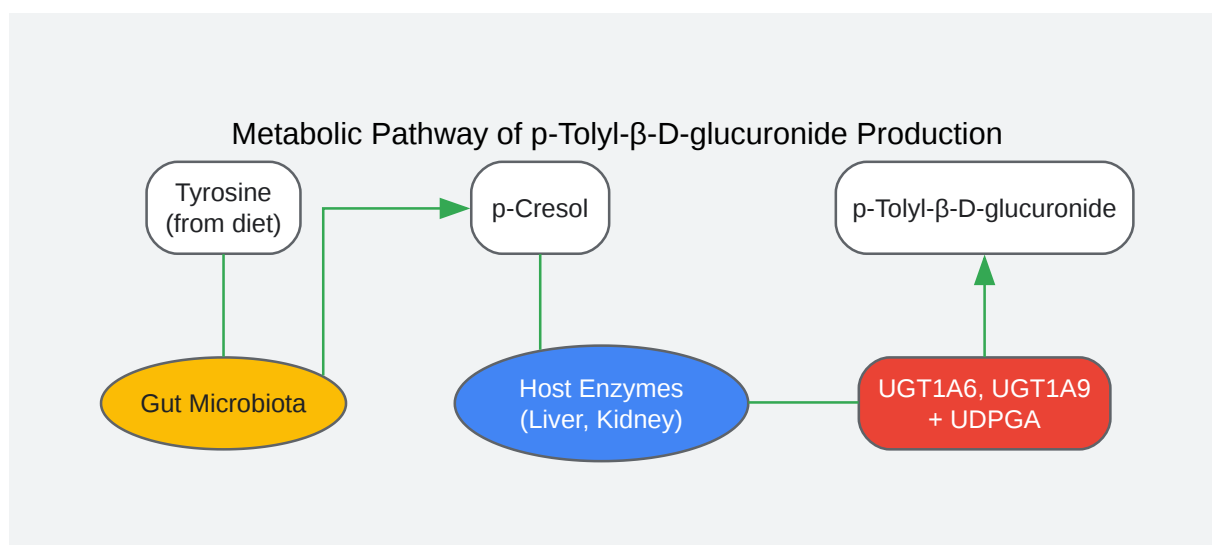 Metabolic Pathway of p-Tolyl-β-D-glucuronide Production
Tyrosine
(from diet)
p-Cresol
p-Tolyl-β-D-glucuronide
Gut Microbiota
Host Enzymes
(Liver, Kidney)
UGT1A6, UGT1A9
+ UDPGA